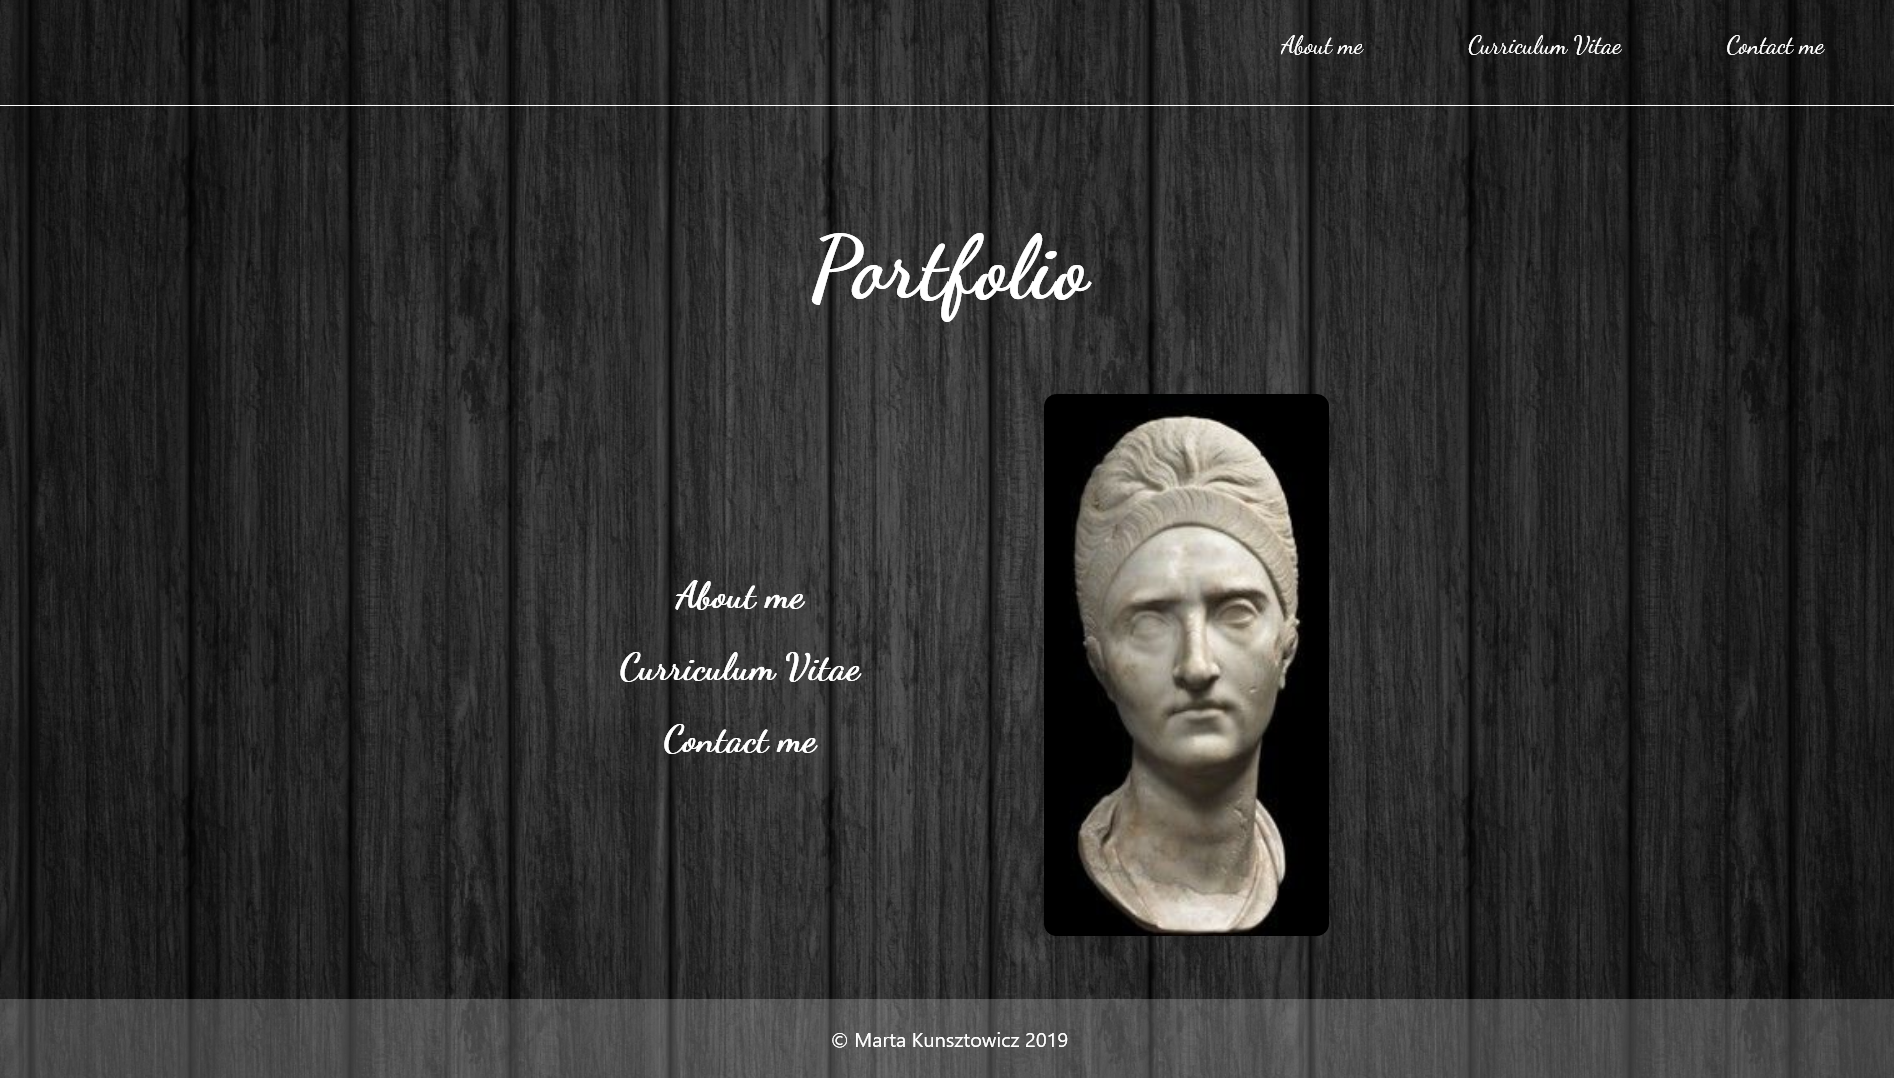 About me Curriculum Vitae Contact me
Portfolio
About me
Curriculum Vitae
Contact me
© Marta Kunsztowicz 2019